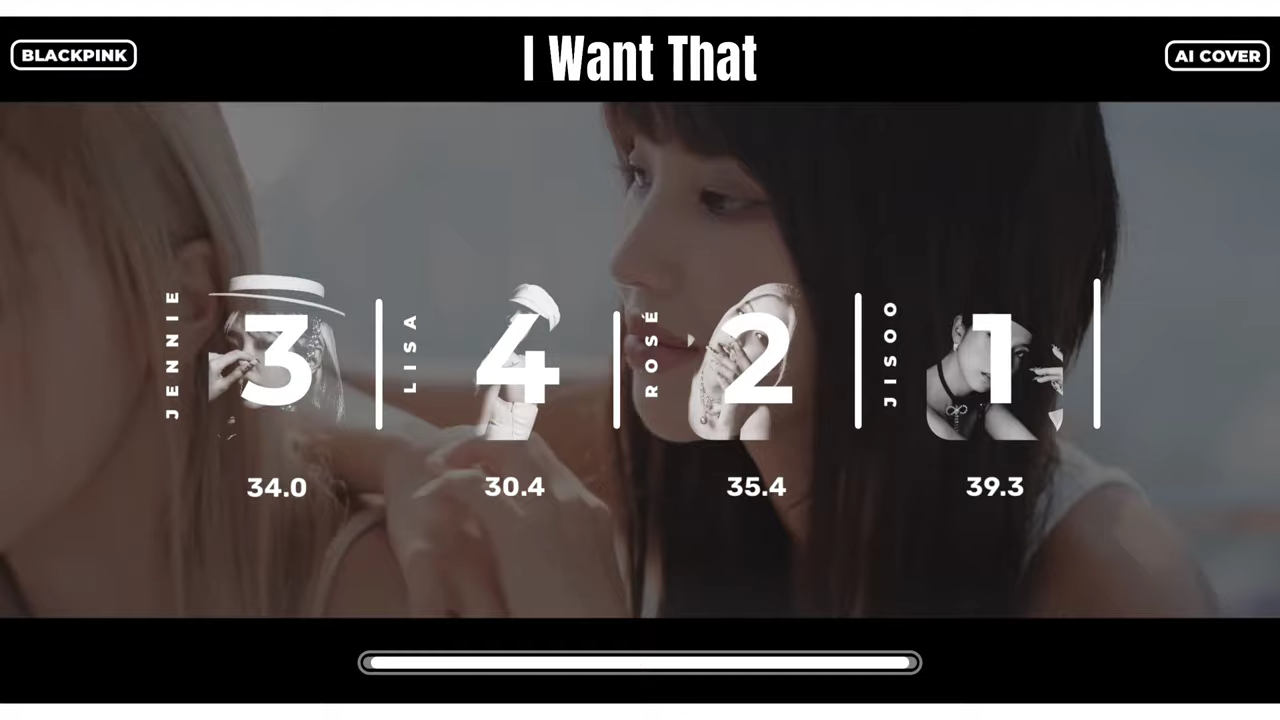 BLACKPINK
I Want That
AI COVER
JENNIE
3
34.0
LISA
4
30.4
ROSÉ
2
35.4
JISOO
1
39.3